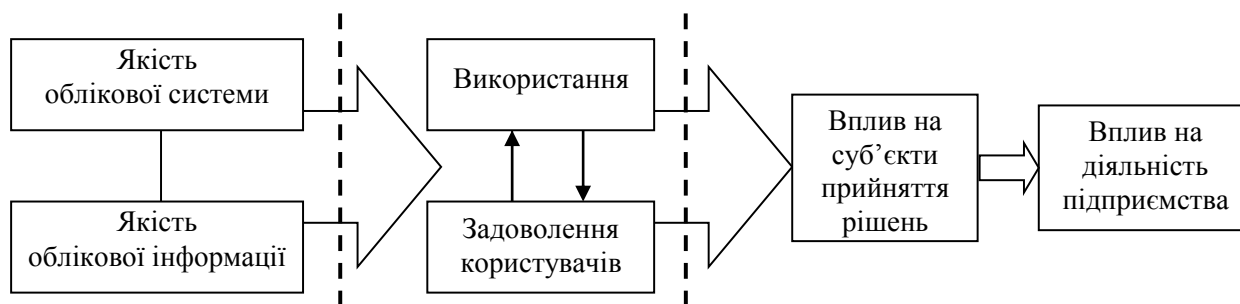 Якість
облікової системи
Якість
облікової інформації
Використання
Задоволення
користувачів
Вплив на
суб’єкти
прийняття
рішень
Вплив на
діяльність
підприємства